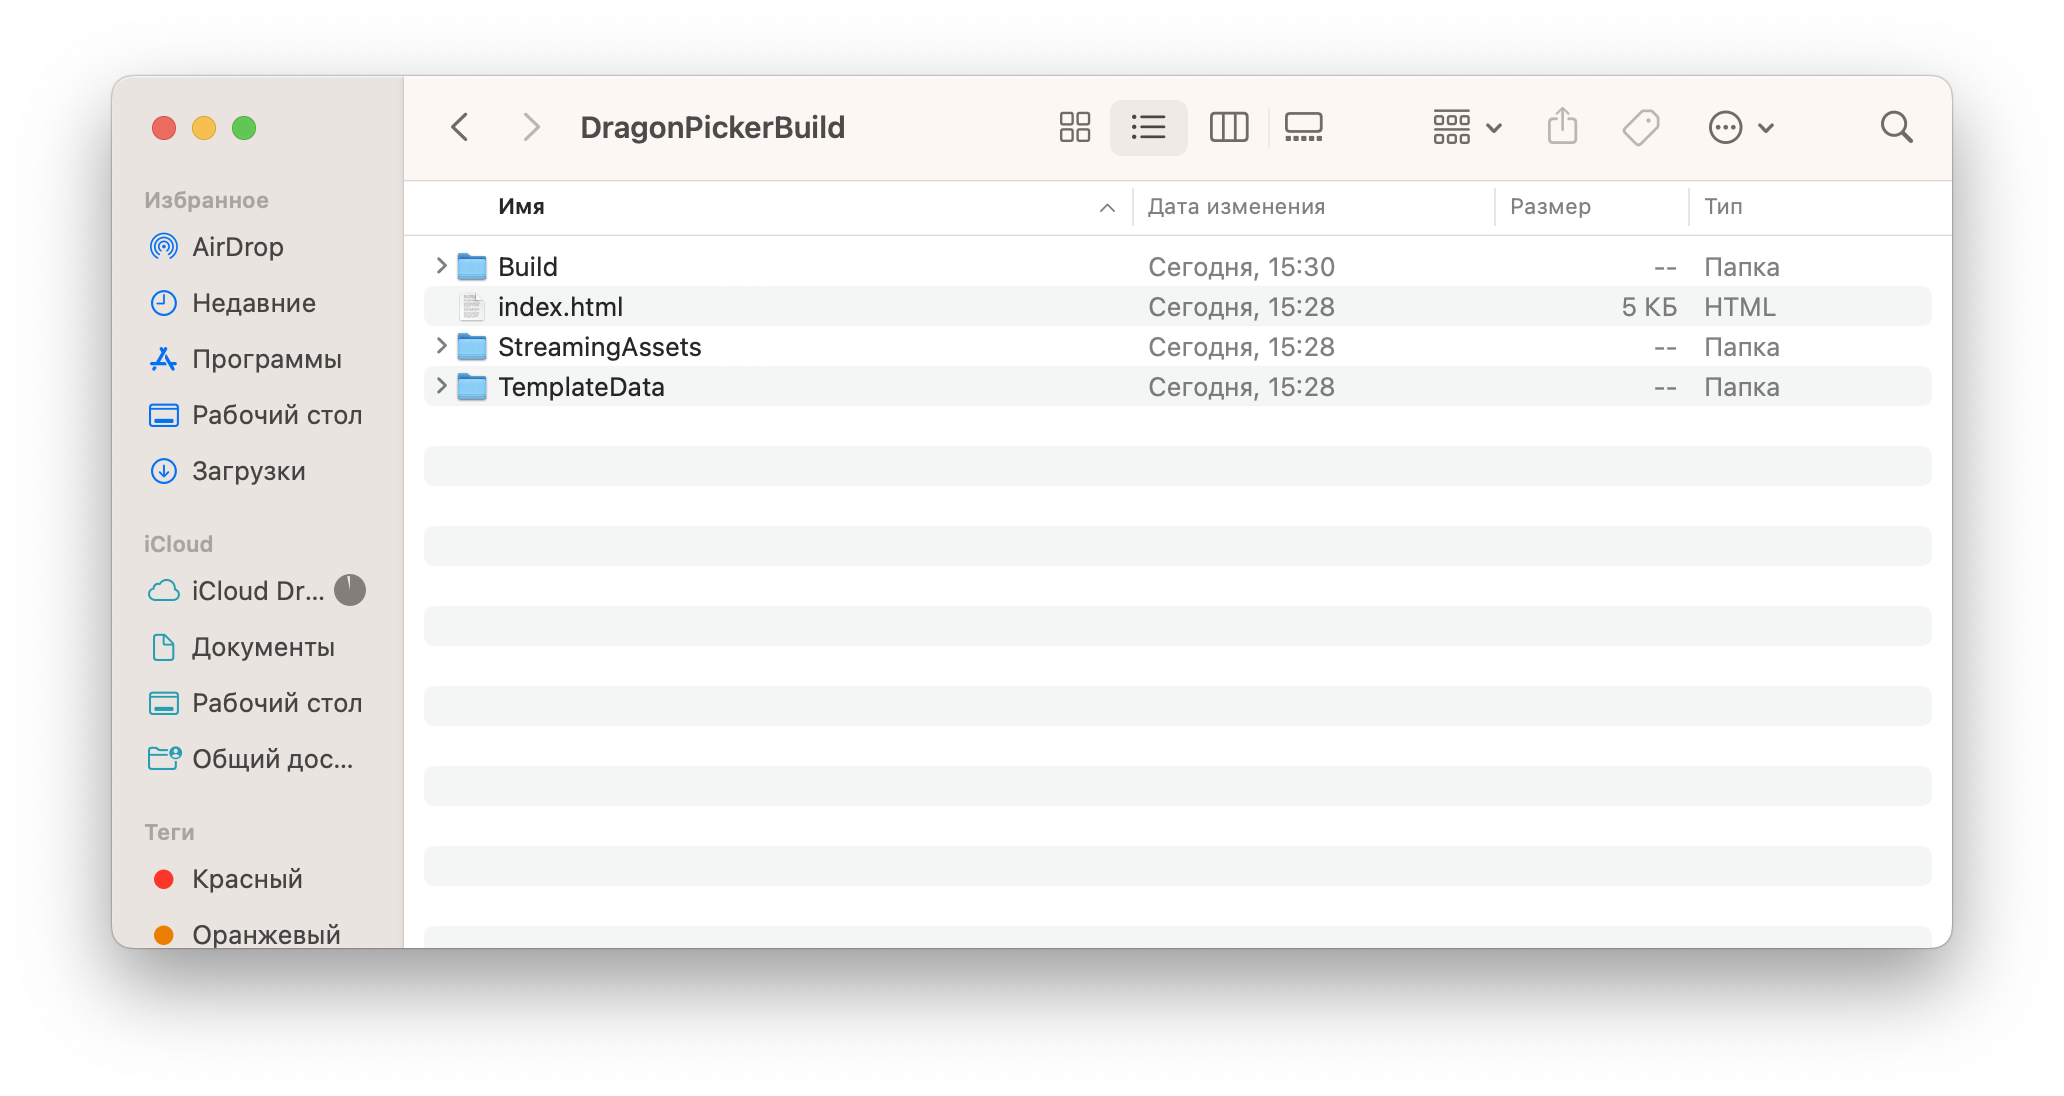 DragonPickerBuild
Избранное
AirDrop
Недавние
Программы
Рабочий стол
Загрузки
iCloud
iCloud Dr...
Документы
Рабочий стол
Общий дос...
Теги
Красный
Оранжевый
Имя Дата изменения Размер Тип
Build Сегодня, 15:30 -- Папка
index.html Сегодня, 15:28 5 КБ HTML
StreamingAssets Сегодня, 15:28 -- Папка
TemplateData Сегодня, 15:28 -- Папка